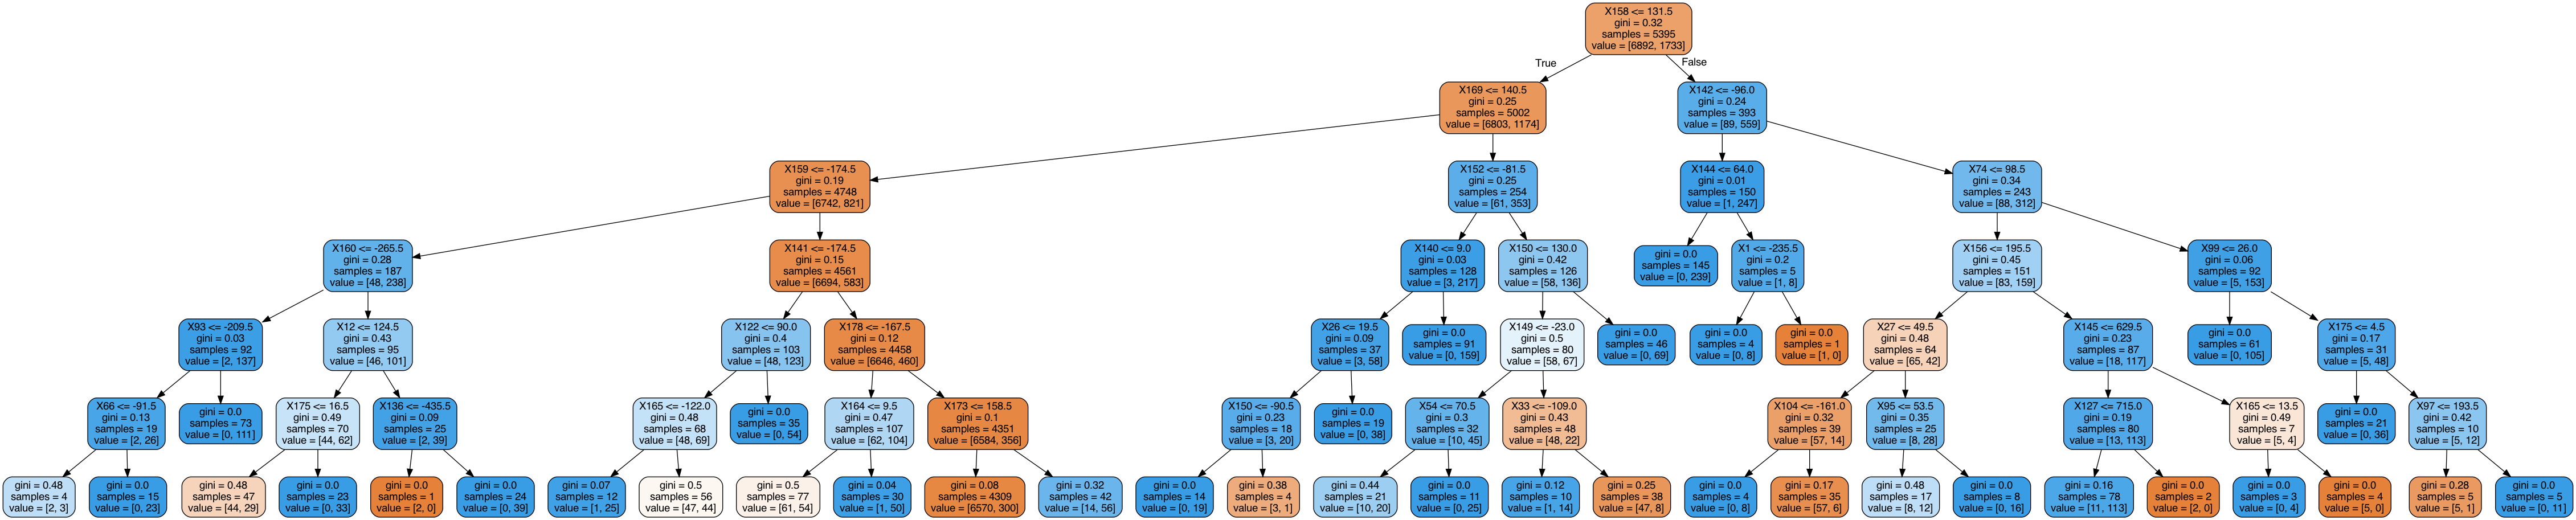 X158 <= 131.5
gini = 0.32
samples = 5395
value = [6892, 1733]
True
False
X169 <= 140.5
gini = 0.25
samples = 5002
value = [6803, 1174]
X142 <= -96.0
gini = 0.24
samples = 393
value = [89, 559]
X159 <= -174.5
gini = 0.19
samples = 4748
value = [6742, 821]
X152 <= -81.5
gini = 0.25
samples = 254
value = [61, 353]
X144 <= 64.0
gini = 0.01
samples = 150
value = [1, 247]
X74 <= 98.5
gini = 0.34
samples = 243
value = [88, 312]
X160 <= -265.5
gini = 0.28
samples = 187
value = [48, 238]
X141 <= -174.5
gini = 0.15
samples = 4561
value = [6694, 583]
X140 <= 9.0
gini = 0.03
samples = 128
value = [3, 217]
X150 <= 130.0
gini = 0.42
samples = 126
value = [58, 136]
gini = 0.0
samples = 145
value = [0, 239]
X1 <= -235.5
gini = 0.2
samples = 5
value = [1, 8]
X156 <= 195.5
gini = 0.45
samples = 151
value = [83, 159]
X99 <= 26.0
gini = 0.06
samples = 92
value = [5, 153]
X93 <= -209.5
gini = 0.03
samples = 92
value = [2, 137]
X12 <= 124.5
gini = 0.43
samples = 95
value = [46, 101]
X122 <= 90.0
gini = 0.4
samples = 103
value = [48, 123]
X178 <= -167.5
gini = 0.12
samples = 4458
value = [6646, 460]
X26 <= 19.5
gini = 0.09
samples = 37
value = [3, 58]
gini = 0.0
samples = 91
value = [0, 159]
X149 <= -23.0
gini = 0.5
samples = 80
value = [58, 67]
gini = 0.0
samples = 46
value = [0, 69]
gini = 0.0
samples = 4
value = [0, 8]
gini = 0.0
samples = 1
value = [1, 0]
X27 <= 49.5
gini = 0.48
samples = 64
value = [65, 42]
X145 <= 629.5
gini = 0.23
samples = 87
value = [18, 117]
gini = 0.0
samples = 61
value = [0, 105]
X175 <= 4.5
gini = 0.17
samples = 31
value = [5, 48]
X66 <= -91.5
gini = 0.13
samples = 19
value = [2, 26]
gini = 0.0
samples = 73
value = [0, 111]
X175 <= 16.5
gini = 0.49
samples = 70
value = [44, 62]
X136 <= -435.5
gini = 0.09
samples = 25
value = [2, 39]
X165 <= -122.0
gini = 0.48
samples = 68
value = [48, 69]
gini = 0.0
samples = 35
value = [0, 54]
X164 <= 9.5
gini = 0.47
samples = 107
value = [62, 104]
X173 <= 158.5
gini = 0.1
samples = 4351
value = [6584, 356]
X150 <= -90.5
gini = 0.23
samples = 18
value = [3, 20]
gini = 0.0
samples = 19
value = [0, 38]
X54 <= 70.5
gini = 0.3
samples = 32
value = [10, 45]
X33 <= -109.0
gini = 0.43
samples = 48
value = [48, 22]
X104 <= -161.0
gini = 0.32
samples = 39
value = [57, 14]
X95 <= 53.5
gini = 0.35
samples = 25
value = [8, 28]
X127 <= 715.0
gini = 0.19
samples = 80
value = [13, 113]
X165 <= 13.5
gini = 0.49
samples = 7
value = [5, 4]
gini = 0.0
samples = 21
value = [0, 36]
X97 <= 193.5
gini = 0.42
samples = 10
value = [5, 12]
gini = 0.48
samples = 4
value = [2, 3]
gini = 0.0
samples = 15
value = [0, 23]
gini = 0.48
samples = 47
value = [44, 29]
gini = 0.0
samples = 23
value = [0, 33]
gini = 0.0
samples = 1
value = [2, 0]
gini = 0.0
samples = 24
value = [0, 39]
gini = 0.07
samples = 12
value = [1, 25]
gini = 0.5
samples = 56
value = [47, 44]
gini = 0.5
samples = 77
value = [61, 54]
gini = 0.04
samples = 30
value = [1, 50]
gini = 0.08
samples = 4309
value = [6570, 300]
gini = 0.32
samples = 42
value = [14, 56]
gini = 0.0
samples = 14
value = [0, 19]
gini = 0.38
samples = 4
value = [3, 1]
gini = 0.44
samples = 21
value = [10, 20]
gini = 0.0
samples = 11
value = [0, 25]
gini = 0.12
samples = 10
value = [1, 14]
gini = 0.25
samples = 38
value = [47, 8]
gini = 0.0
samples = 4
value = [0, 8]
gini = 0.17
samples = 35
value = [57, 6]
gini = 0.48
samples = 17
value = [8, 12]
gini = 0.0
samples = 8
value = [0, 16]
gini = 0.16
samples = 78
value = [11, 113]
gini = 0.0
samples = 2
value = [2, 0]
gini = 0.0
samples = 3
value = [0, 4]
gini = 0.0
samples = 4
value = [5, 0]
gini = 0.28
samples = 5
value = [5, 1]
gini = 0.0
samples = 5
value = [0, 11]